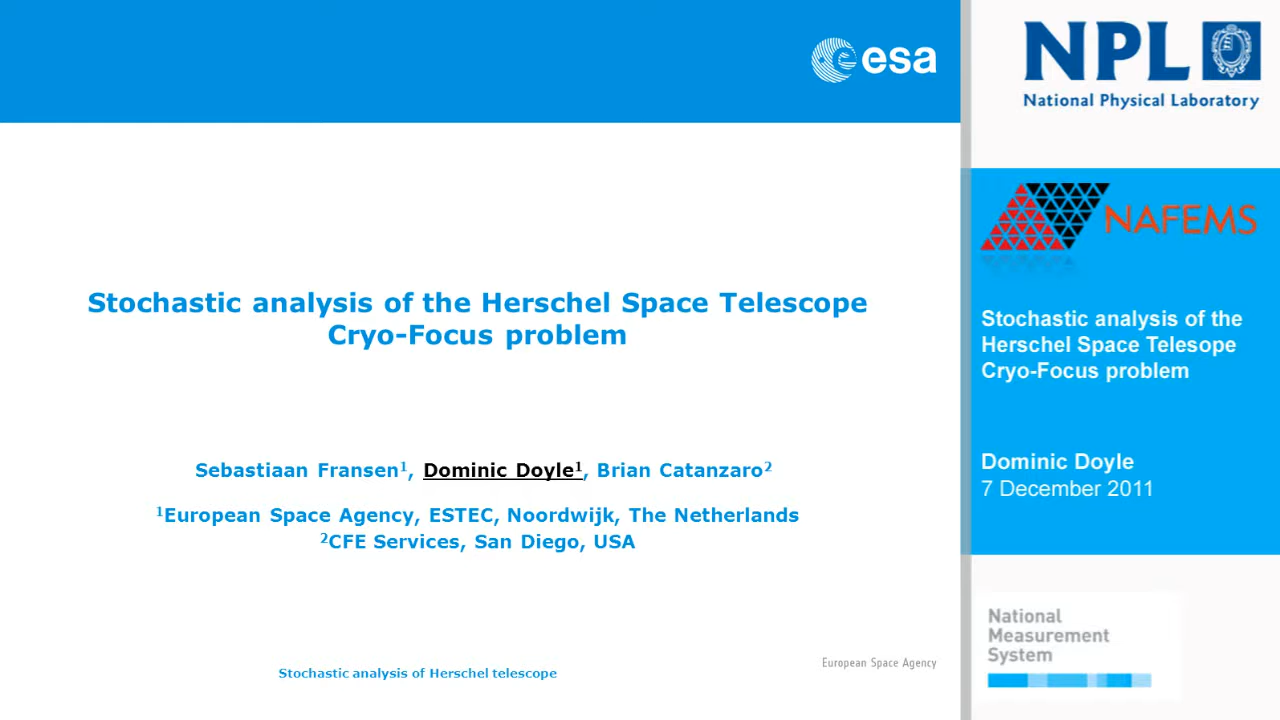 esa
Stochastic analysis of the Herschel Space Telescope
Cryo-Focus problem
Sebastiaan Fransen¹, Dominic Doyle¹, Brian Catanzaro²
¹European Space Agency, ESTEC, Noordwijk, The Netherlands
²CFE Services, San Diego, USA
Stochastic analysis of Herschel telescope
European Space Agency
NPL
National Physical Laboratory
NAFEMS
Stochastic analysis of the
Herschel Space Telesope
Cryo-Focus problem
Dominic Doyle
7 December 2011
National
Measurement
System